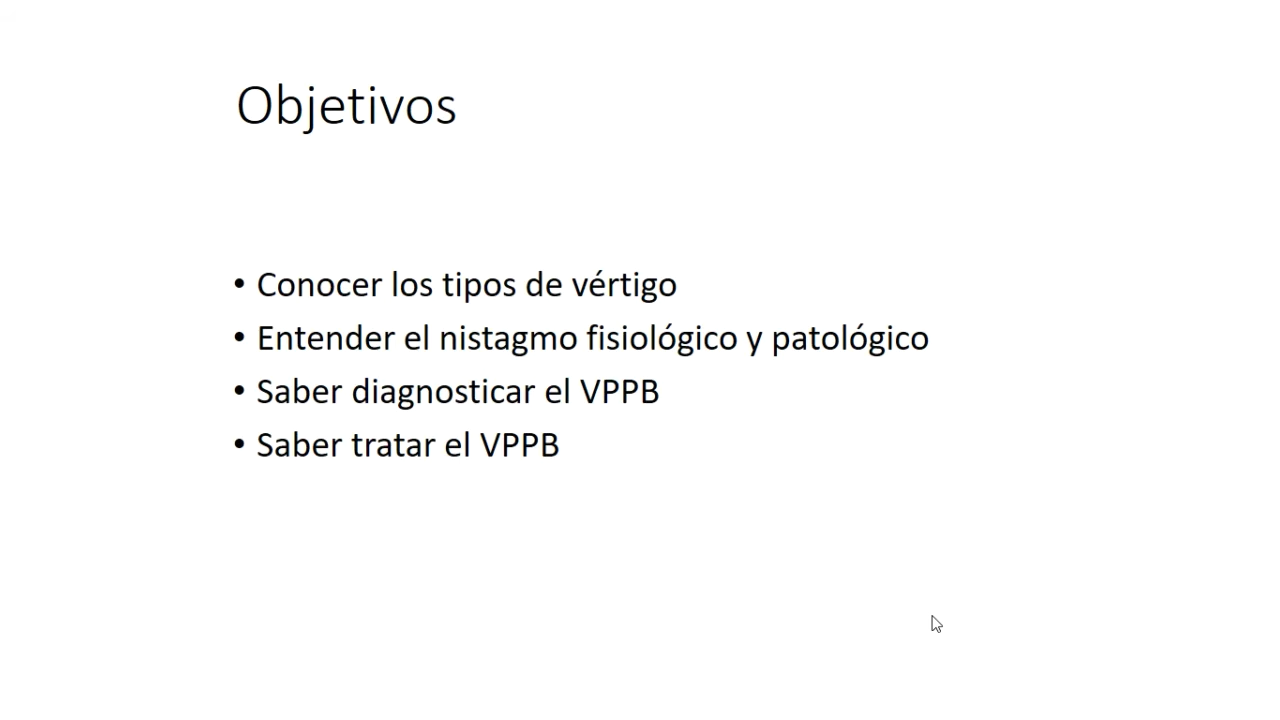 Objetivos
• Conocer los tipos de vértigo
• Entender el nistagmo fisiológico y patológico
• Saber diagnosticar el VPPB
• Saber tratar el VPPB